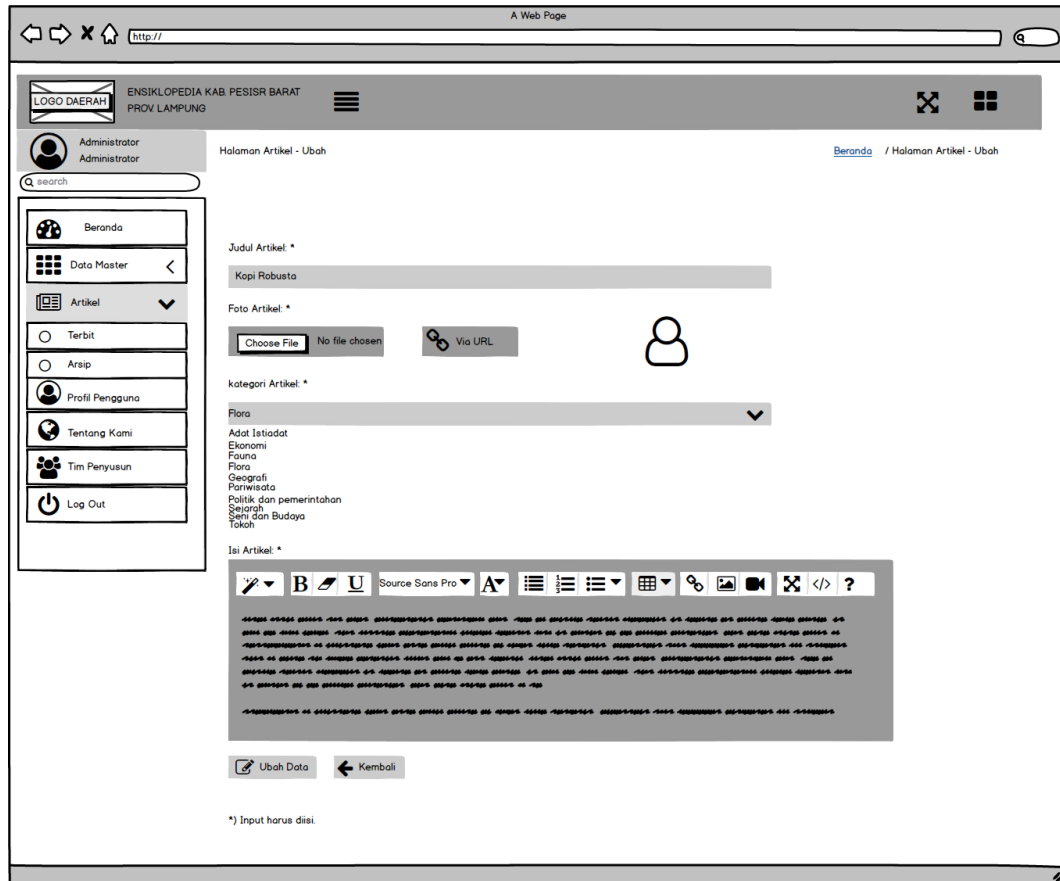 A Web Page
http://
LOGO DAERAH
ENSIKLOPEDIA KAB. PESISR BARAT
PROV. LAMPUNG
Administrator
Administrator
search
Beranda
Data Master
Artikel
Terbit
Arsip
Profil Pengguna
Tentang Kami
Tim Penyusun
Log Out
Halaman Artikel - Ubah
Beranda / Halaman Artikel - Ubah
Judul Artikel: *
Kopi Robusta
Foto Artikel: *
Choose File No file chosen
Via URL
kategori Artikel: *
Flora
Adat Istiadat
Ekonomi
Fauna
Flora
Geografi
Pariwisata
Politik dan pemerintahan
Sejarah
Seni dan Budaya
Tokoh
Isi Artikel: *
B U Source Sans Pro A 1 2 3 </> ?
Ubah Data
Kembali
*) Input harus diisi.